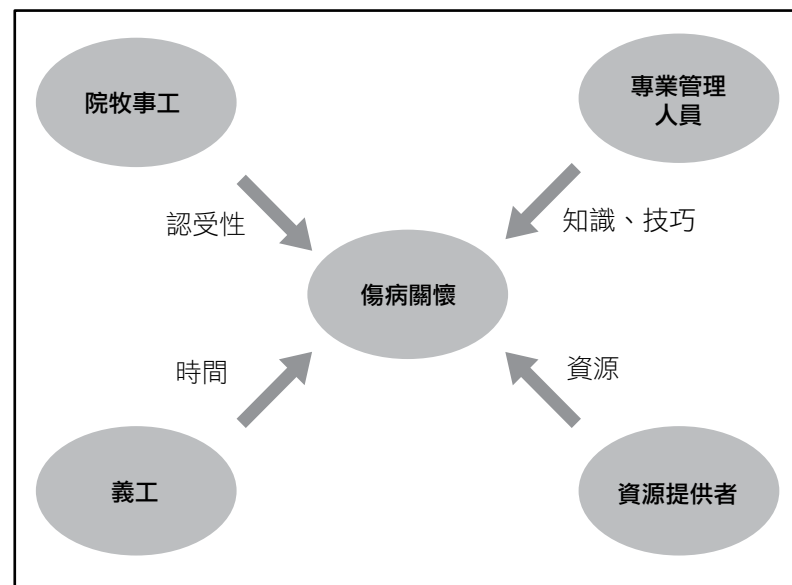 院牧事工
專業管理
人員
認受性
知識、技巧
傷病關懷
時間
資源
義工
資源提供者